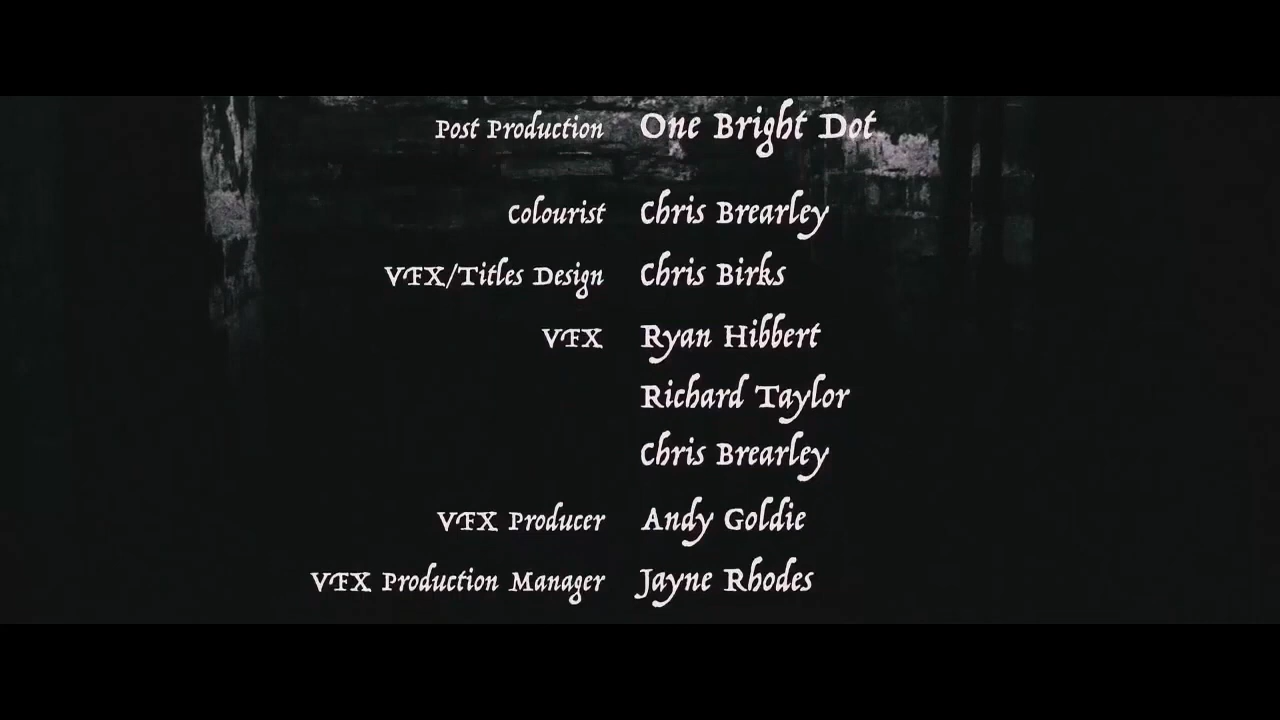 Post Production One Bright Dot
Colourist Chris Brearley
VFX/Titles Design Chris Birks
VFX Ryan Hibbert
Richard Taylor
Chris Brearley
VFX Producer Andy Goldie
VFX Production Manager Jayne Rhodes